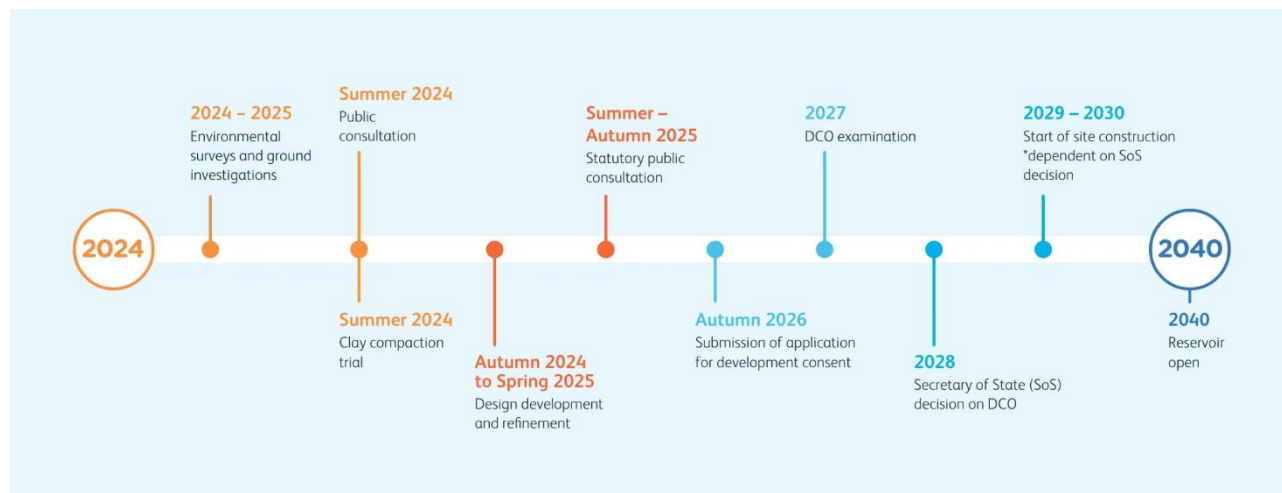 2024
2024 – 2025
Environmental
surveys and ground
investigations
Summer 2024
Public
consultation
Summer 2024
Clay compaction
trial
Autumn 2024
to Spring 2025
Design development
and refinement
Summer –
Autumn 2025
Statutory public
consultation
Autumn 2026
Submission of application
for development consent
2027
DCO examination
2028
Secretary of State (SoS)
decision on DCO
2029 – 2030
Start of site construction
*dependent on SoS
decision
2040
2040
Reservoir
open